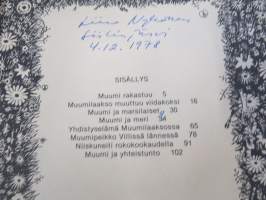 Nykänen
4.12.1978
SISÄLLYS
Muumi rakastuu 5
Muumilaakso muuttuu viidakoksi 16
Muumi ja marsilaiset 30
Muumi ja meri
Yhdistyselämä Muumilaaksossa 65
Muumipeikko Villissä lännessä 78
Niiskuneiti rokokookaudella 91
Muumi ja yhteistunto 102